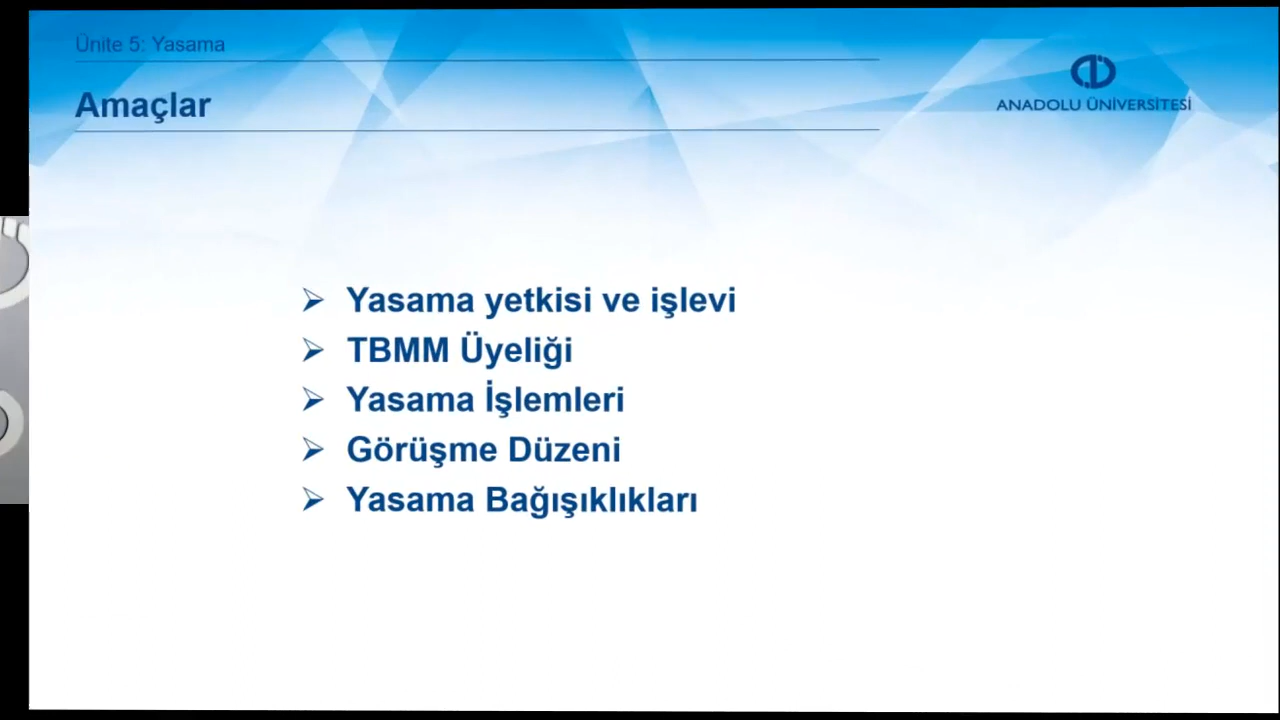 Ünite 5: Yasama
Amaçlar
ANADOLU ÜNİVERSİTESİ
Yasama yetkisi ve işlevi
TBMM Üyeliği
Yasama İşlemleri
Görüşme Düzeni
Yasama Bağışıklıkları